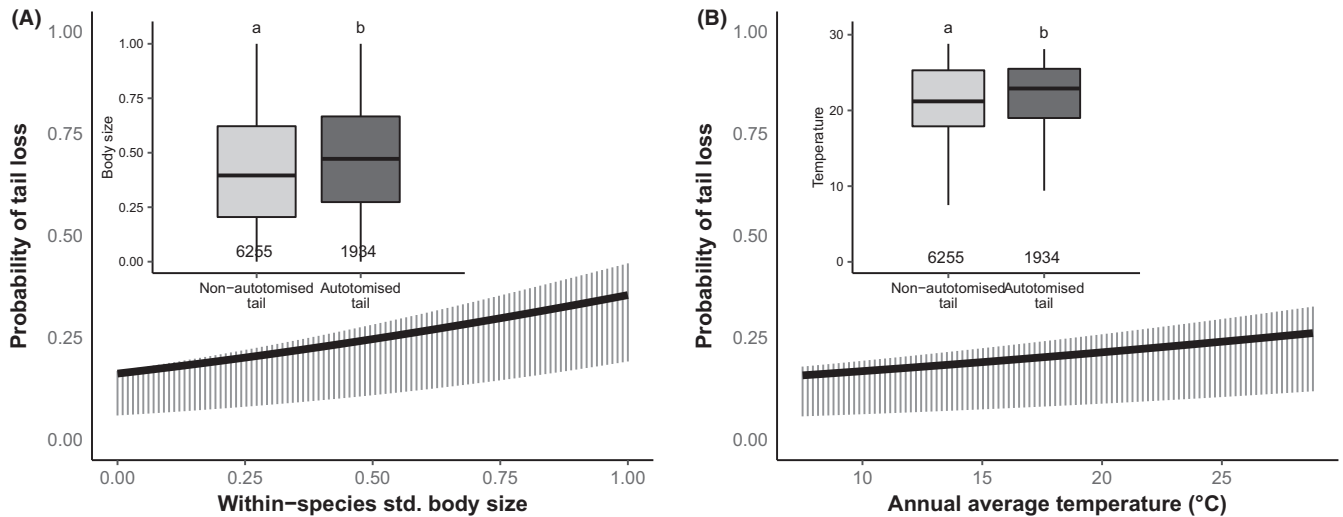 (A)
1.00
0.75
0.50
0.25
0.00
Probability of tail loss
0.00 0.25 0.50 0.75 1.00
Within−species std. body size
a b
1.00
0.75
0.50
0.25
0.00
Body size
6255 1934
Non−autotomised Autotomised
tail tail
(B)
1.00
0.75
0.50
0.25
0.00
Probability of tail loss
10 15 20 25
Annual average temperature (°C)
a b
30
20
10
0
Temperature
6255 1934
Non−autotomised Autotomised
tail tail